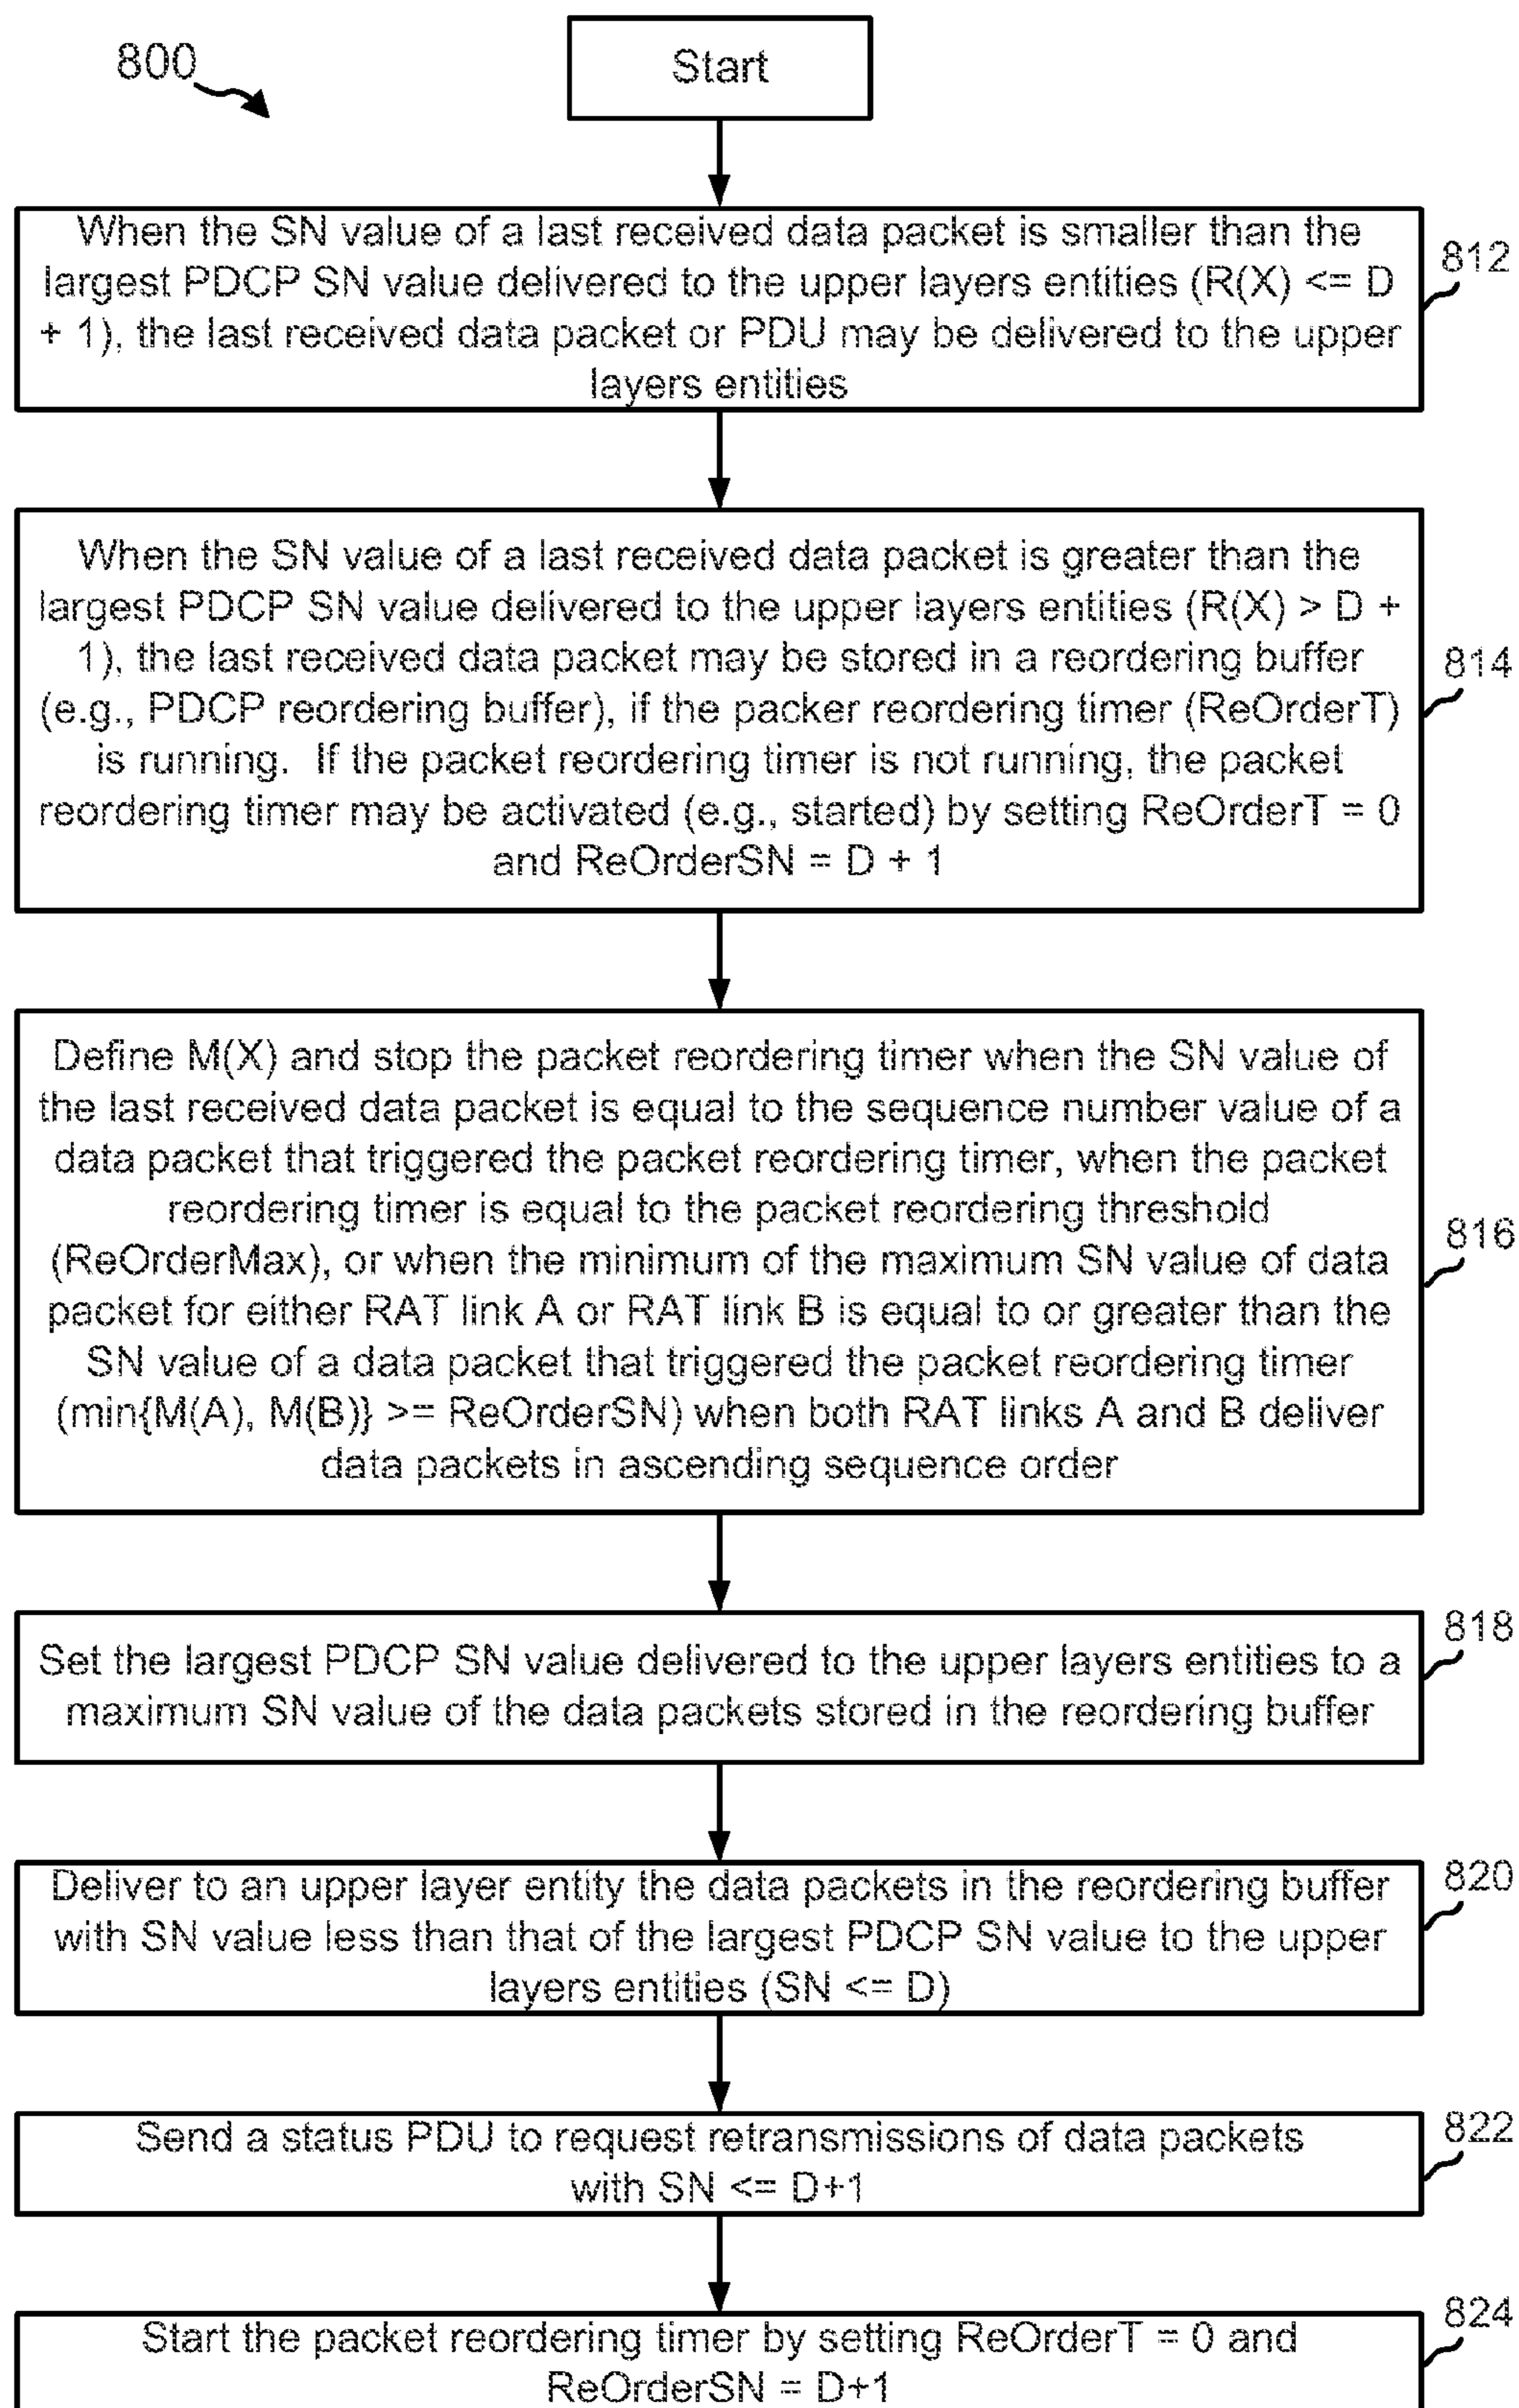 800
Start
When the SN value of a last received data packet is smaller than the
largest PDCP SN value delivered to the upper layers entities (R(X) <= D
+ 1), the last received data packet or PDU may be delivered to the upper
layers entities
812
When the SN value of a last received data packet is greater than the
largest PDCP SN value delivered to the upper layers entities (R(X) > D +
1), the last received data packet may be stored in a reordering buffer
(e.g., PDCP reordering buffer), if the packer reordering timer (ReOrderT)
is running. If the packet reordering timer is not running, the packet
reordering timer may be activated (e.g., started) by setting ReOrderT = 0
and ReOrderSN = D + 1
814
Define M(X) and stop the packet reordering timer when the SN value of
the last received data packet is equal to the sequence number value of a
data packet that triggered the packet reordering timer, when the packet
reordering timer is equal to the packet reordering threshold
(ReOrderMax), or when the minimum of the maximum SN value of data
packet for either RAT link A or RAT link B is equal to or greater than the
SN value of a data packet that triggered the packet reordering timer
(min{M(A), M(B)} >= ReOrderSN) when both RAT links A and B deliver
data packets in ascending sequence order
816
Set the largest PDCP SN value delivered to the upper layers entities to a
maximum SN value of the data packets stored in the reordering buffer
818
Deliver to an upper layer entity the data packets in the reordering buffer
with SN value less than that of the largest PDCP SN value to the upper
layers entities (SN <= D)
820
Send a status PDU to request retransmissions of data packets
with SN <= D+1
822
Start the packet reordering timer by setting ReOrderT = 0 and
ReOrderSN = D+1
824